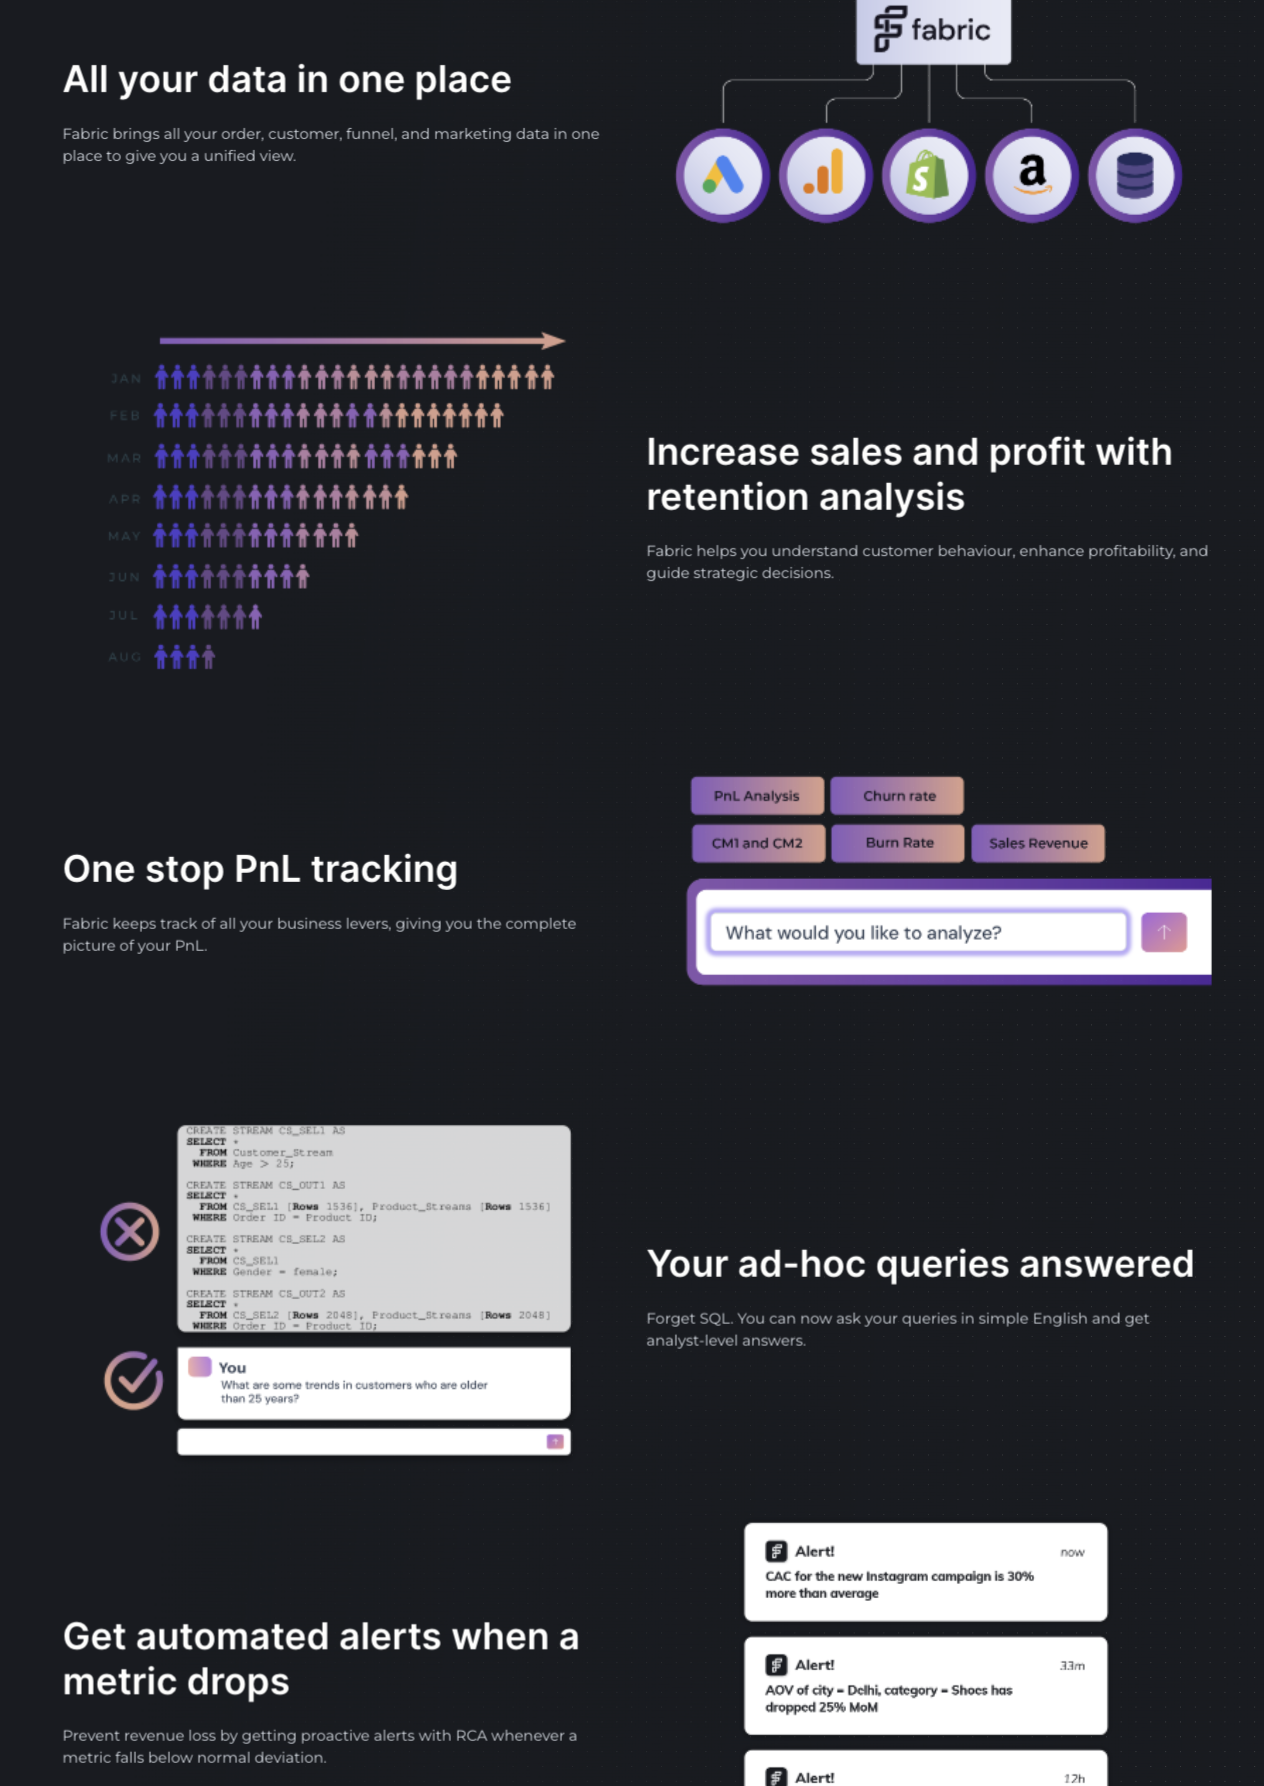 fabric
All your data in one place
Fabric brings all your order, customer, funnel, and marketing data in one
place to give you a unified view.
JAN
FEB
MAR
APR
MAY
JUN
JUL
AUG
Increase sales and profit with
retention analysis
Fabric helps you understand customer behaviour, enhance profitability, and
guide strategic decisions.
PnL Analysis
Churn rate
CM1 and CM2
Burn Rate
Sales Revenue
One stop PnL tracking
Fabric keeps track of all your business levers, giving you the complete
picture of your PnL.
What would you like to analyze?
CREATE STREAM CS_SEL1 AS
SELECT *
FROM Customer_Stream
WHERE Age > 25;
CREATE STREAM CS_OUT1 AS
SELECT *
FROM CS_SEL1 [Rows 1536], Product_Streams [Rows 1536]
WHERE Order ID = Product ID;
CREATE STREAM CS_SEL2 AS
SELECT *
FROM CS_SEL1
WHERE Gender = female;
CREATE STREAM CS_OUT2 AS
SELECT *
FROM CS_SEL2 [Rows 2048], Product_Streams [Rows 2048]
WHERE Order ID = Product ID;
You
What are some trends in customers who are older
than 25 years?
Your ad-hoc queries answered
Forget SQL. You can now ask your queries in simple English and get
analyst-level answers.
Get automated alerts when a
metric drops
Prevent revenue loss by getting proactive alerts with RCA whenever a
metric falls below normal deviation.
Alert! now
CAC for the new Instagram campaign is 30%
more than average
Alert! 33m
AOV of city = Delhi, category = Shoes has
dropped 25% MoM
Alert! 12h